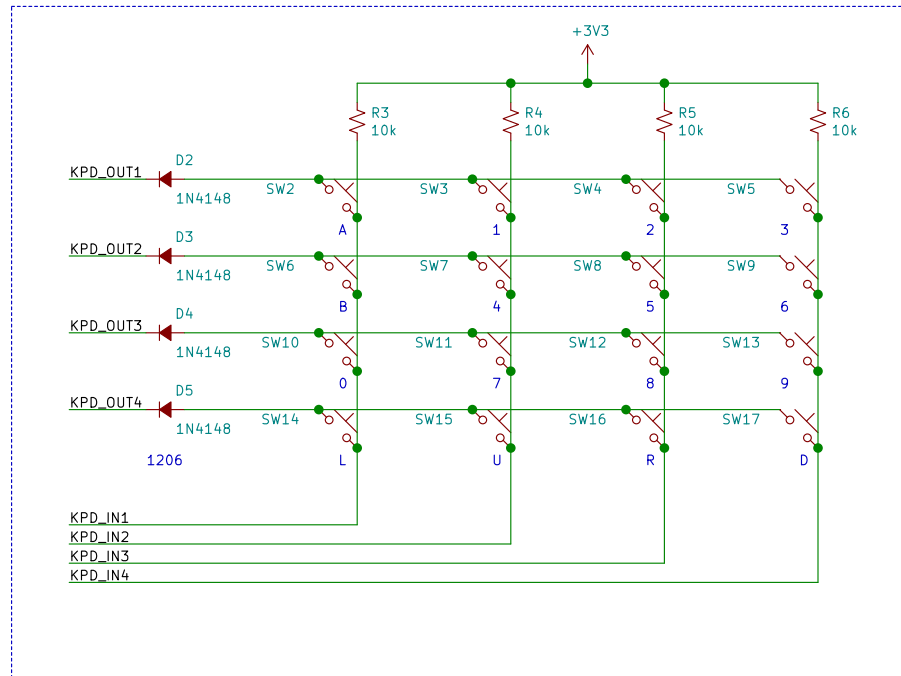 +3V3
R3
10k
R4
10k
R5
10k
R6
10k
KPD_OUT1
D2
1N4148
SW2
A
SW3
1
SW4
2
SW5
3
KPD_OUT2
D3
1N4148
SW6
B
SW7
4
SW8
5
SW9
6
KPD_OUT3
D4
1N4148
SW10
0
SW11
7
SW12
8
SW13
9
KPD_OUT4
D5
1N4148
1206
SW14
L
SW15
U
SW16
R
SW17
D
KPD_IN1
KPD_IN2
KPD_IN3
KPD_IN4